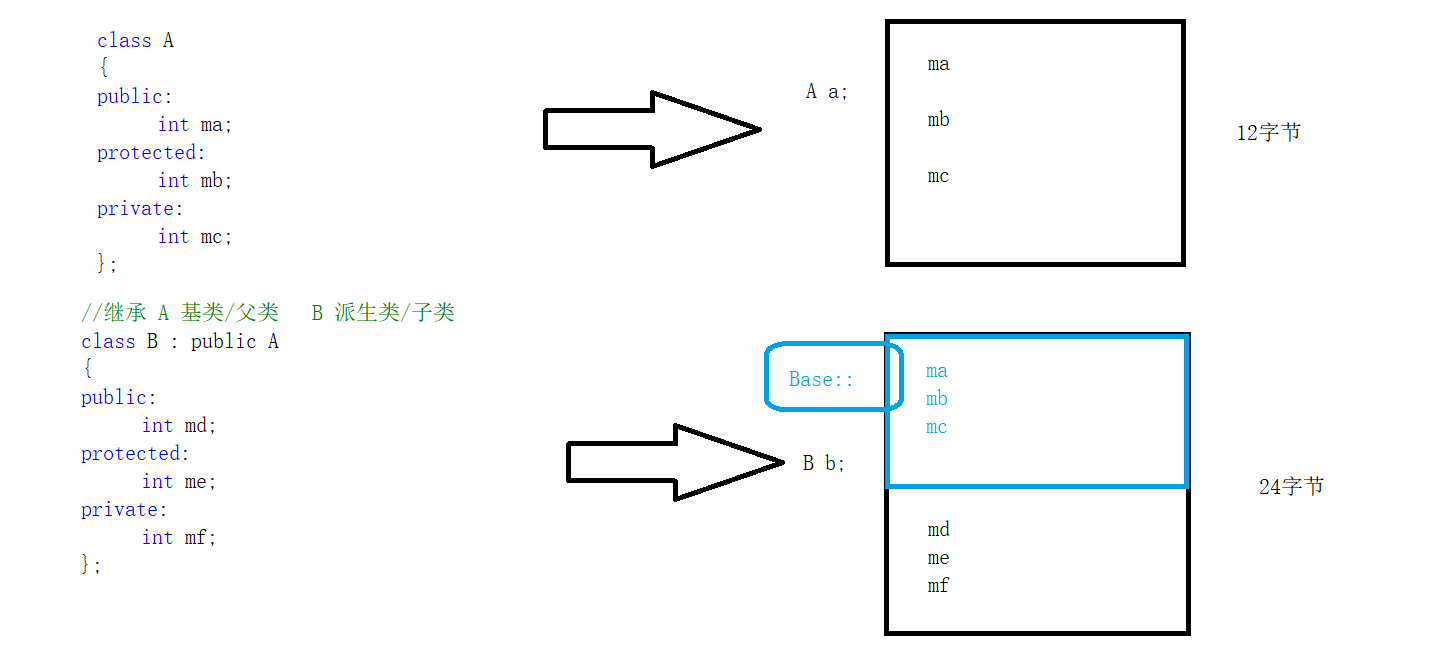 class A
{
public:
int ma;
protected:
int mb;
private:
int mc;
};
A a;
ma
mb
mc
12字节
//继承 A 基类/父类 B 派生类/子类
class B : public A
{
public:
int md;
protected:
int me;
private:
int mf;
};
Base::
B b;
ma
mb
mc
md
me
mf
24字节